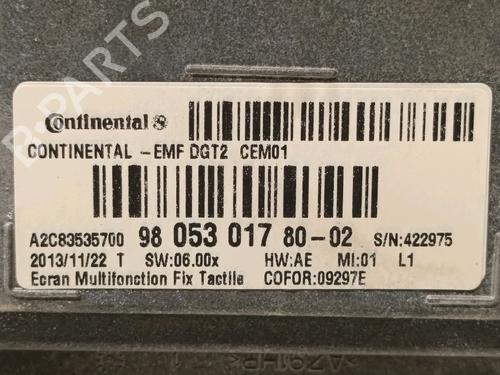 Continental
CONTINENTAL -EMF DGT2 CEM01
A2C83535700 98 053 017 80-02 S/N:422975
2013/11/22 T SW:06.00x HW:AE MI:01 L1
Ecran Multifonction Fix Tactile COFOR:09297E
B-PARTS